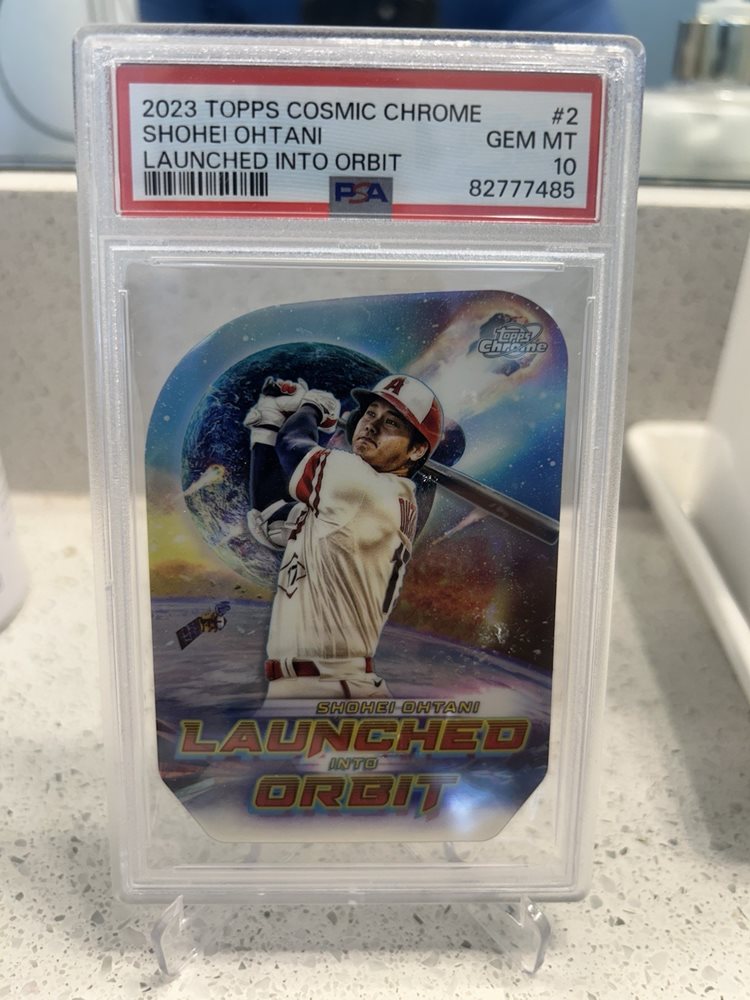 2023 TOPPS COSMIC CHROME #2
SHOHEI OHTANI GEM MT
LAUNCHED INTO ORBIT 10
PSA 82777485
topps
Chrome
A
17
SHOHEI OHTANI
LAUNCHED
INTO
ORBIT